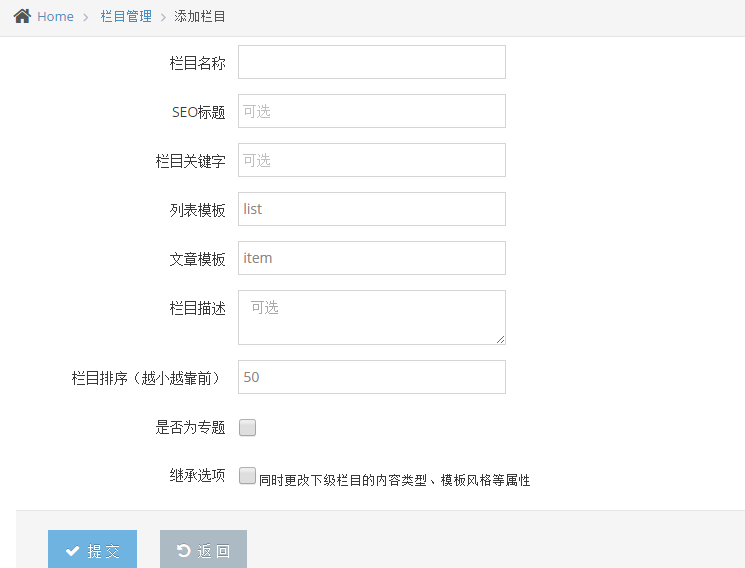 Home > 栏目管理 > 添加栏目
栏目名称
SEO标题 可选
栏目关键字 可选
列表模板 list
文章模板 item
栏目描述 可选
栏目排序（越小越靠前） 50
是否为专题
继承选项 同时更改下级栏目的内容类型、模板风格等属性
提交 返回